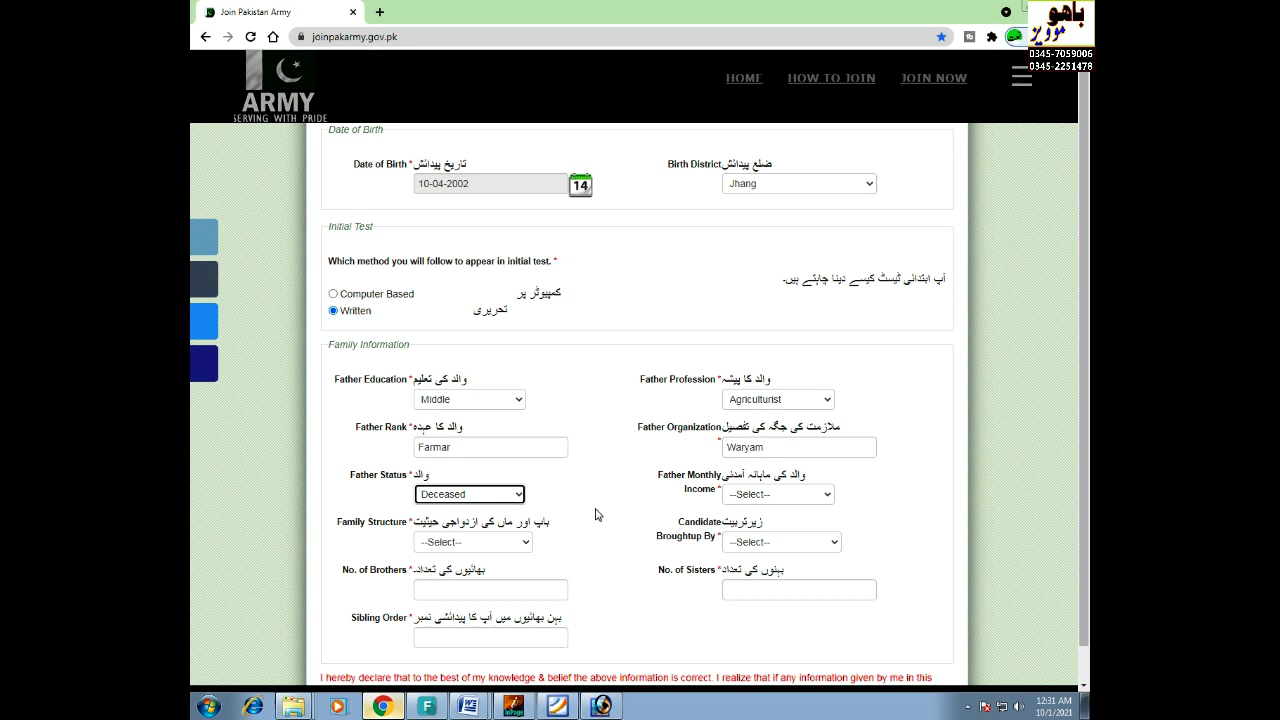 Join Pakistan Army
joinpakarmy.gov.pk
باھو
موویز
0345-7059006
0345-2251478
ARMY
SERVING WITH PRIDE
HOME HOW TO JOIN JOIN NOW
Date of Birth
Date of Birth * تاریخ پیدائش Birth District ضلع پیدائش
10-04-2002 14 Jhang
Initial Test
Which method you will follow to appear in initial test. *
آپ ابتدائی ٹیسٹ کیسے دینا چاہتے ہیں۔
Computer Based کمپیوٹر پر
Written تحریری
Family Information
Father Education * والد کی تعلیم Father Profession * والد کا پیشہ
Middle Agriculturist
Father Rank * والد کا عہدہ Father Organization * ملازمت کی جگہ کی تفصیل
Farmar Waryam
Father Status * والد Father Monthly Income * والد کی ماہانہ آمدنی
Deceased --Select--
Family Structure * باپ اور ماں کی ازدواجی حیثیت Candidate Broughtup By * زیرتربیت
--Select-- --Select--
No. of Brothers * بھائیوں کی تعداد۔ No. of Sisters * بہنوں کی تعداد
Sibling Order * بہن بھائیوں میں آپ کا پیدائشی نمبر
I hereby declare that to the best of my knowledge & belief the above information is correct. I realize that if any information given by me in this
12:31 AM
10/1/2021